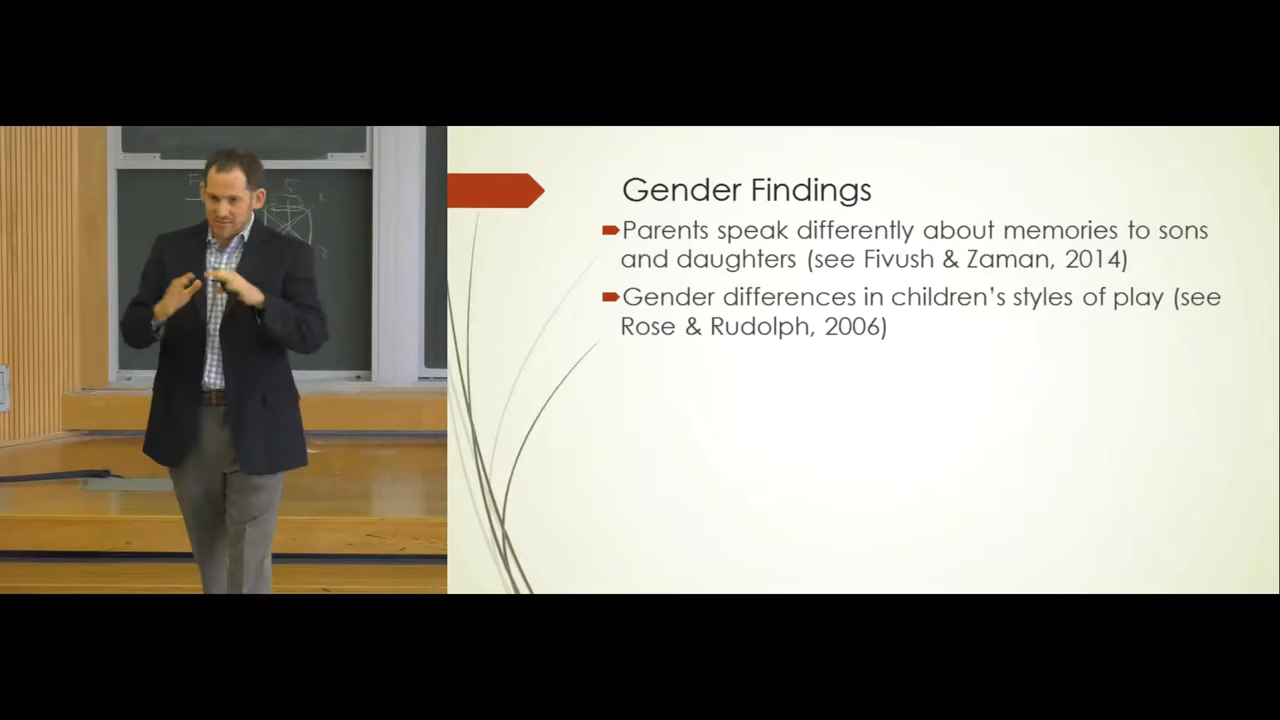 Gender Findings
Parents speak differently about memories to sons
and daughters (see Fivush & Zaman, 2014)
Gender differences in children’s styles of play (see
Rose & Rudolph, 2006)